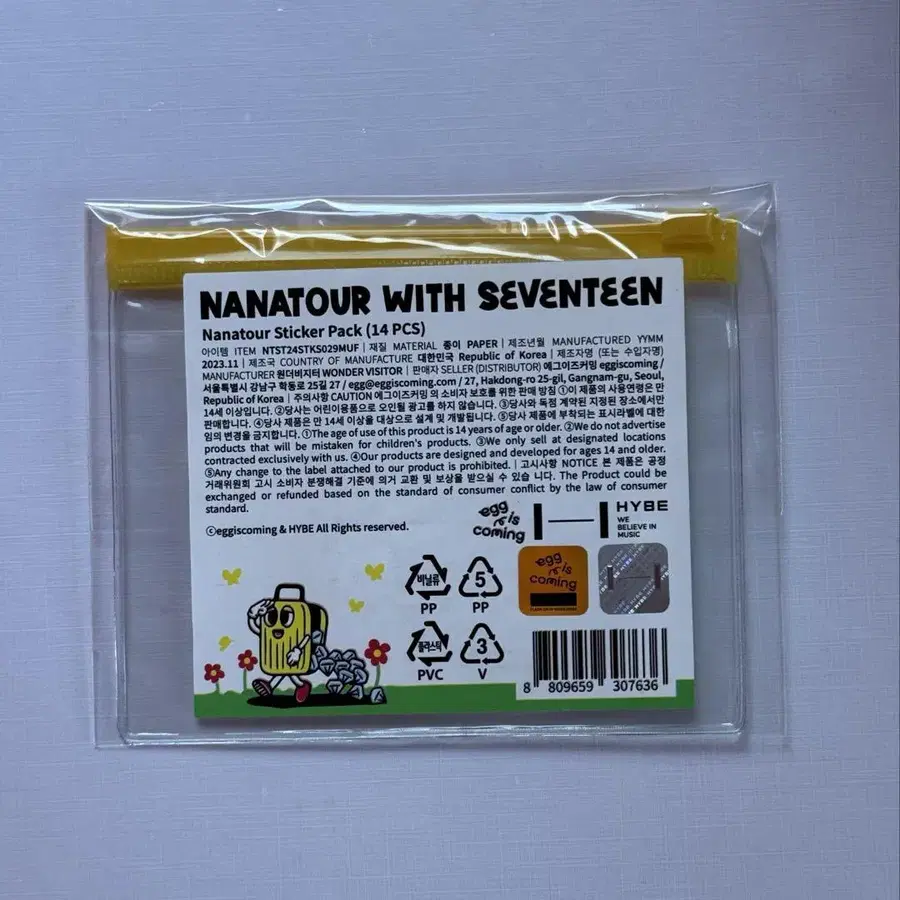 NANATOUR WITH SEVENTEEN
Nanatour Sticker Pack (14 PCS)
아이템 ITEM NTST24STKS029MUF | 재질 MATERIAL 종이 PAPER | 제조년월 MANUFACTURED YYMM
2023.11 | 제조국 COUNTRY OF MANUFACTURE 대한민국 Republic of Korea | 제조자명 (또는 수입자명)
MANUFACTURER 원더비지터 WONDER VISITOR | 판매자 SELLER (DISTRIBUTOR) 에그이즈커밍 eggiscoming /
서울특별시 강남구 학동로 25길 27 / egg@eggiscoming.com / 27, Hakdong-ro 25-gil, Gangnam-gu, Seoul,
Republic of Korea | 주의사항 CAUTION 에그이즈커밍의 소비자 보호를 위한 판매 방침 ①이 제품의 사용연령은 만
14세 이상입니다. ②당사는 어린이용품으로 오인될 광고를 하지 않습니다. ③당사와 독점 계약된 지정된 장소에서만
판매합니다. ④당사 제품은 만 14세 이상을 대상으로 설계 및 개발됩니다. ⑤당사 제품에 부착되는 표시라벨에 대한
임의 변경을 금지합니다. ①The age of use of this product is 14 years of age or older. ②We do not advertise
products that will be mistaken for children's products. ③We only sell at designated locations
contracted exclusively with us. ④Our products are designed and developed for ages 14 and older.
⑤Any change to the label attached to our product is prohibited. | 고시사항 NOTICE 본 제품은 공정
거래위원회 고시 소비자 분쟁해결 기준에 의거 교환 및 보상을 받으실 수 있습 니다. The Product could be
exchanged or refunded based on the standard of consumer conflict by the law of consumer
standard.
ⓒeggiscoming & HYBE All Rights reserved.
egg is coming
HYBE
WE
BELIEVE IN
MUSIC
egg is coming
비닐류
PP
5
PP
플라스틱
PVC
3
V
8 809659 307636